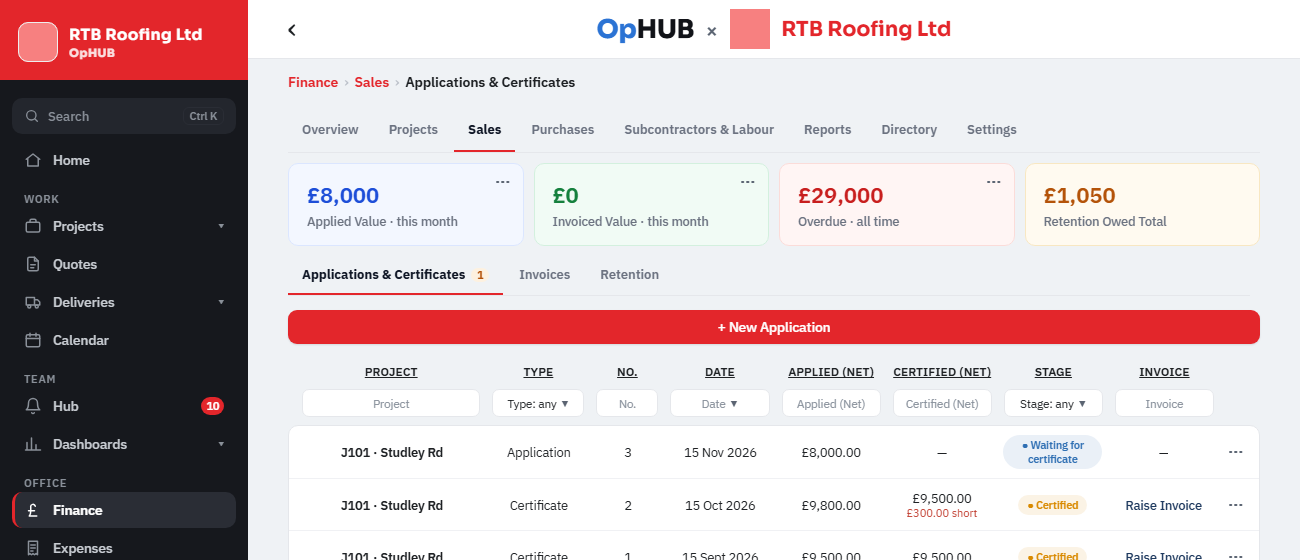 RTB Roofing Ltd
OpHUB
Search Ctrl K
Home
WORK
Projects
Quotes
Deliveries
Calendar
TEAM
Hub 10
Dashboards
OFFICE
Finance
Expenses
OpHUB × RTB Roofing Ltd
Finance › Sales › Applications & Certificates
Overview Projects Sales Purchases Subcontractors & Labour Reports Directory Settings
£8,000
Applied Value · this month
£0
Invoiced Value · this month
£29,000
Overdue · all time
£1,050
Retention Owed Total
Applications & Certificates 1 Invoices Retention
+ New Application
PROJECT TYPE NO. DATE APPLIED (NET) CERTIFIED (NET) STAGE INVOICE
Project Type: any No. Date Applied (Net) Certified (Net) Stage: any Invoice
J101 · Studley Rd Application 3 15 Nov 2026 £8,000.00 — Waiting for certificate —
J101 · Studley Rd Certificate 2 15 Oct 2026 £9,800.00 £9,500.00 £300.00 short Certified Raise Invoice
J101 · Studley Rd Certificate 1 15 Sept 2026 £9,500.00 £9,500.00 Certified Raise Invoice